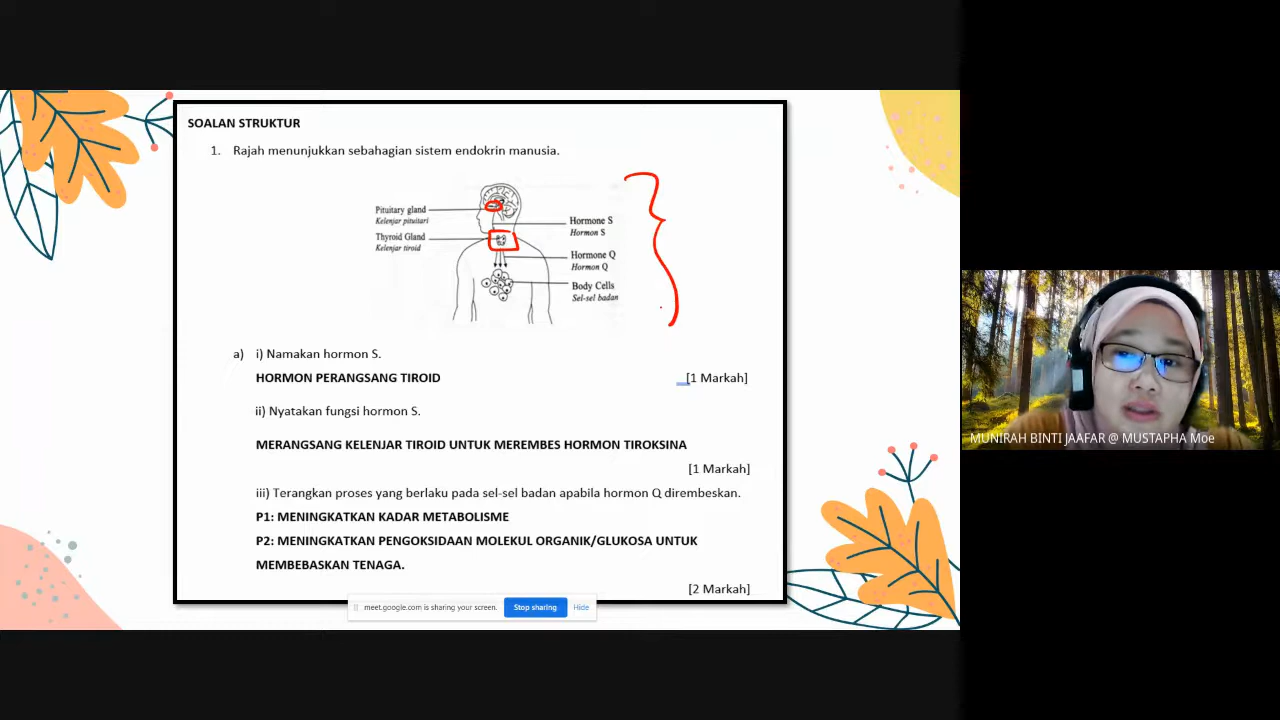 SOALAN STRUKTUR
1. Rajah menunjukkan sebahagian sistem endokrin manusia.
Pituitary gland
Kelenjar pituitari
Thyroid Gland
Kelenjar tiroid
Hormone S
Hormon S
Hormone Q
Hormon Q
Body Cells
Sel-sel badan
a) i) Namakan hormon S.
HORMON PERANGSANG TIROID [1 Markah]
ii) Nyatakan fungsi hormon S.
MERANGSANG KELENJAR TIROID UNTUK MEREMBES HORMON TIROKSINA
[1 Markah]
iii) Terangkan proses yang berlaku pada sel-sel badan apabila hormon Q dirembeskan.
P1: MENINGKATKAN KADAR METABOLISME
P2: MENINGKATKAN PENGOKSIDAAN MOLEKUL ORGANIK/GLUKOSA UNTUK
MEMBEBASKAN TENAGA.
[2 Markah]
meet.google.com is sharing your screen. Stop sharing Hide
MUNIRAH BINTI JAAFAR @ MUSTAPHA Moe